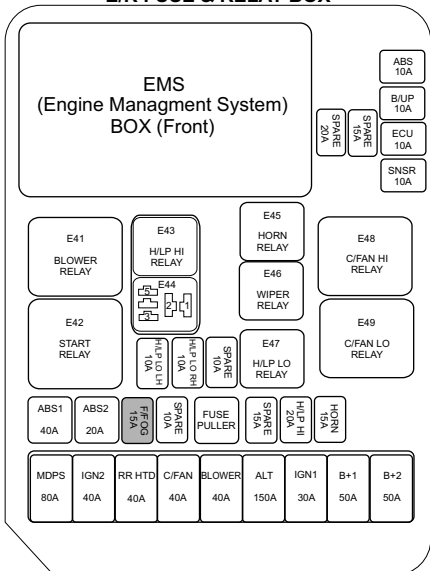 E/R FUSE & RELAY BOX
EMS
(Engine Managment System)
BOX (Front)
SPARE
20A
SPARE
15A
ABS
10A
B/UP
10A
ECU
10A
SNSR
10A
E41
BLOWER
RELAY
E43
H/LP HI
RELAY
E44
5
2
1
3
E45
HORN
RELAY
E46
WIPER
RELAY
E48
C/FAN HI
RELAY
E42
START
RELAY
H/LP LO LH
10A
H/LP LO RH
10A
SPARE
10A
E47
H/LP LO
RELAY
E49
C/FAN LO
RELAY
ABS1
40A
ABS2
20A
F/FOG
15A
SPARE
10A
FUSE
PULLER
SPARE
15A
H/LP HI
20A
HORN
15A
MDPS
80A
IGN2
40A
RR HTD
40A
C/FAN
40A
BLOWER
40A
ALT
150A
IGN1
30A
B+1
50A
B+2
50A